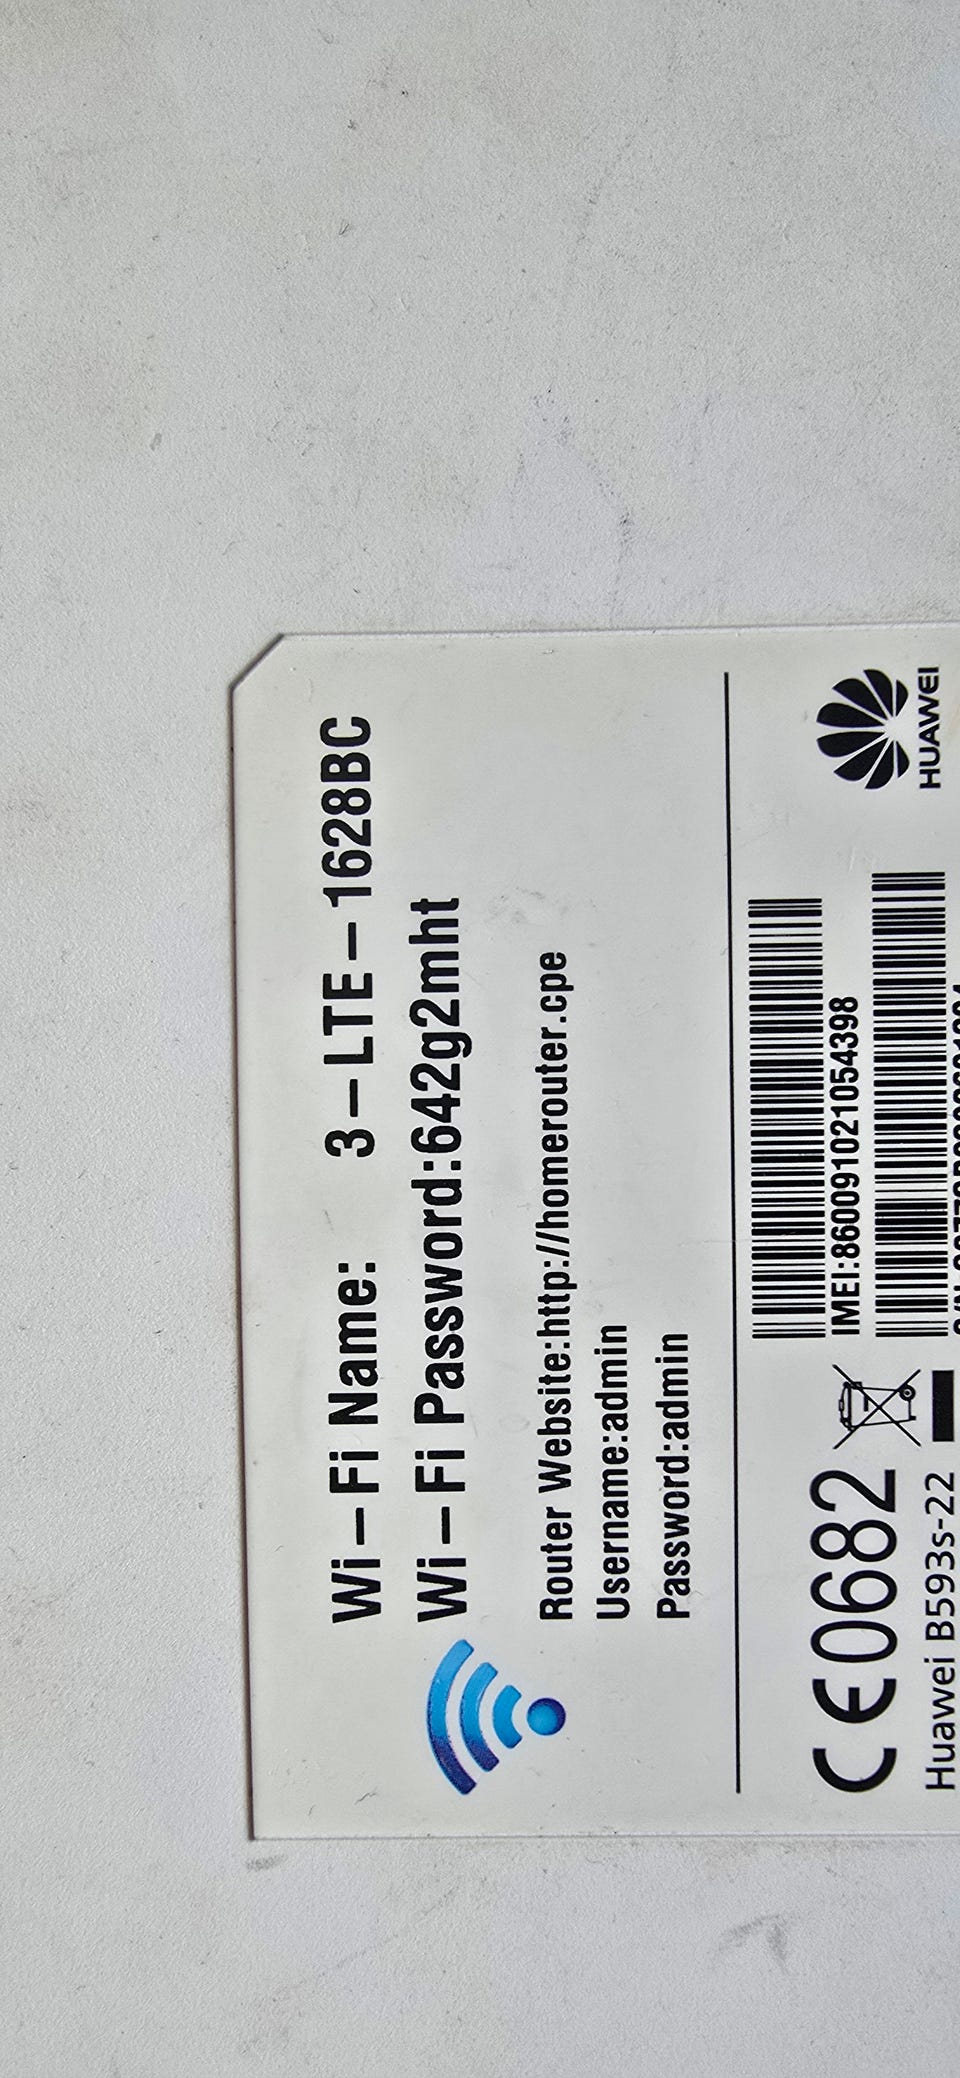 Wi–Fi Name: 3–LTE–1628BC
Wi–Fi Password:642g2mht
Router Website:http://homerouter.cpe
Username:admin
Password:admin
CE0682
Huawei B593s-22
IMEI:860091021054398
HUAWEI